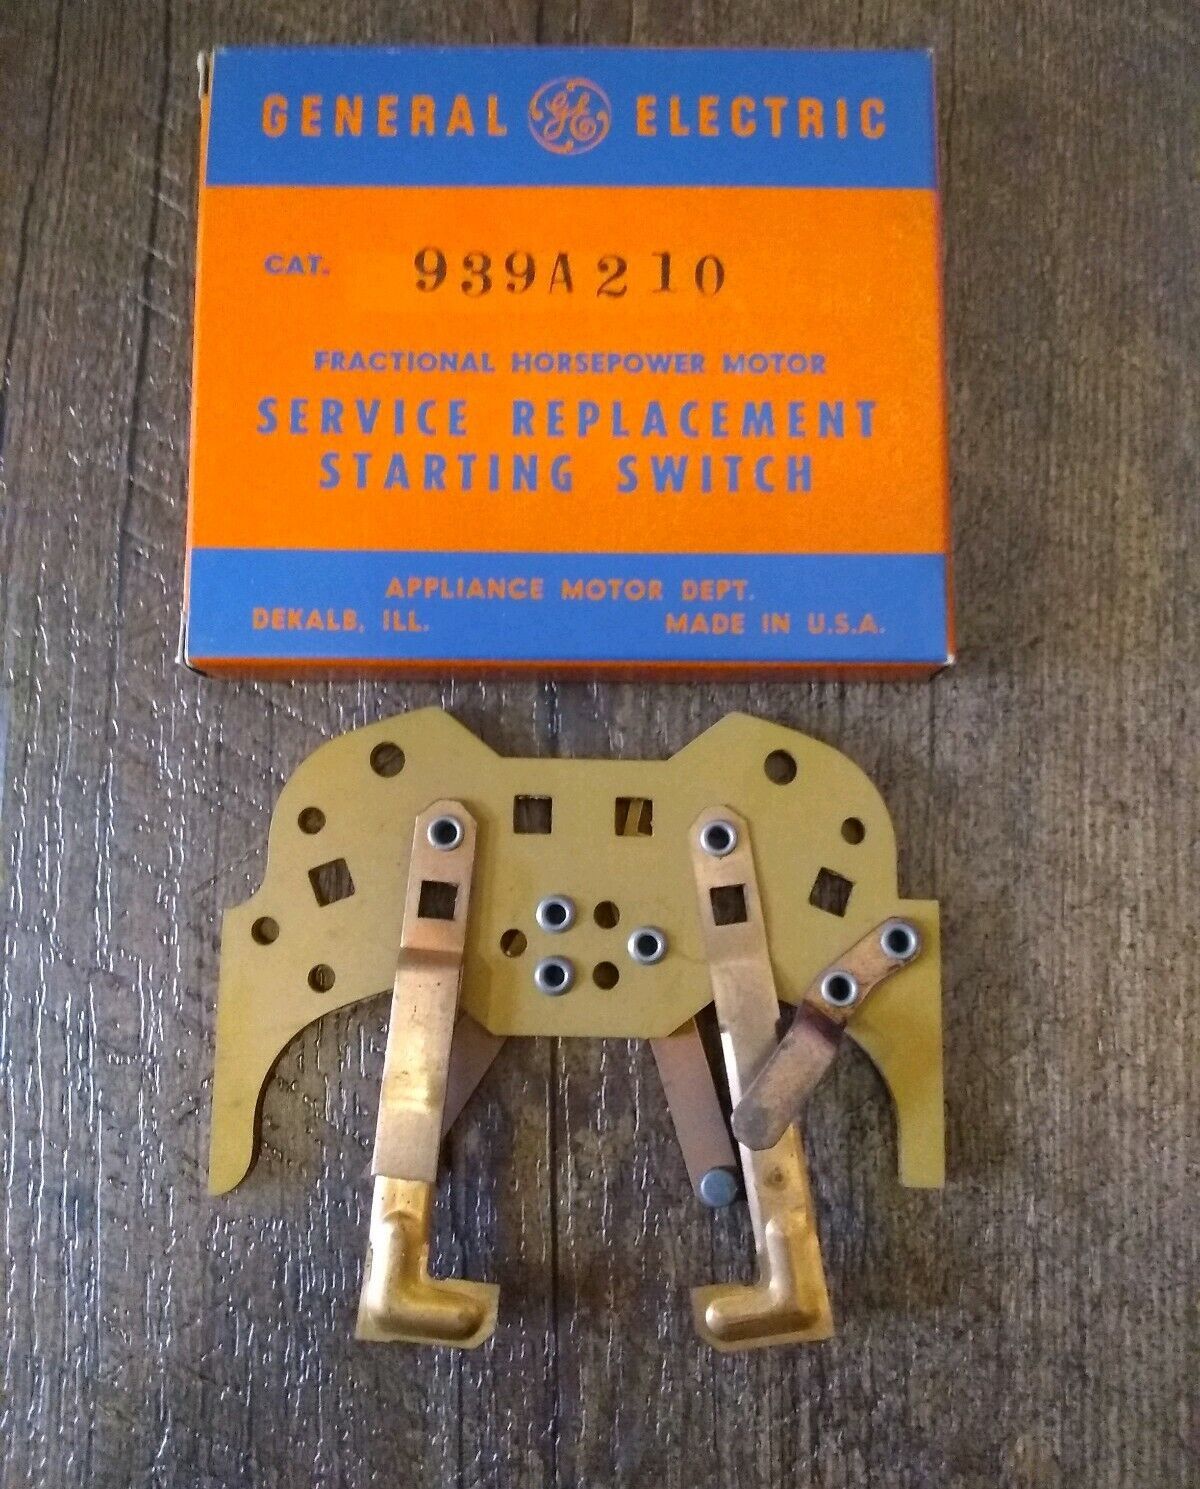 GENERAL GE ELECTRIC
CAT. 939A210
FRACTIONAL HORSEPOWER MOTOR
SERVICE REPLACEMENT
STARTING SWITCH
APPLIANCE MOTOR DEPT.
DEKALB, ILL. MADE IN U.S.A.